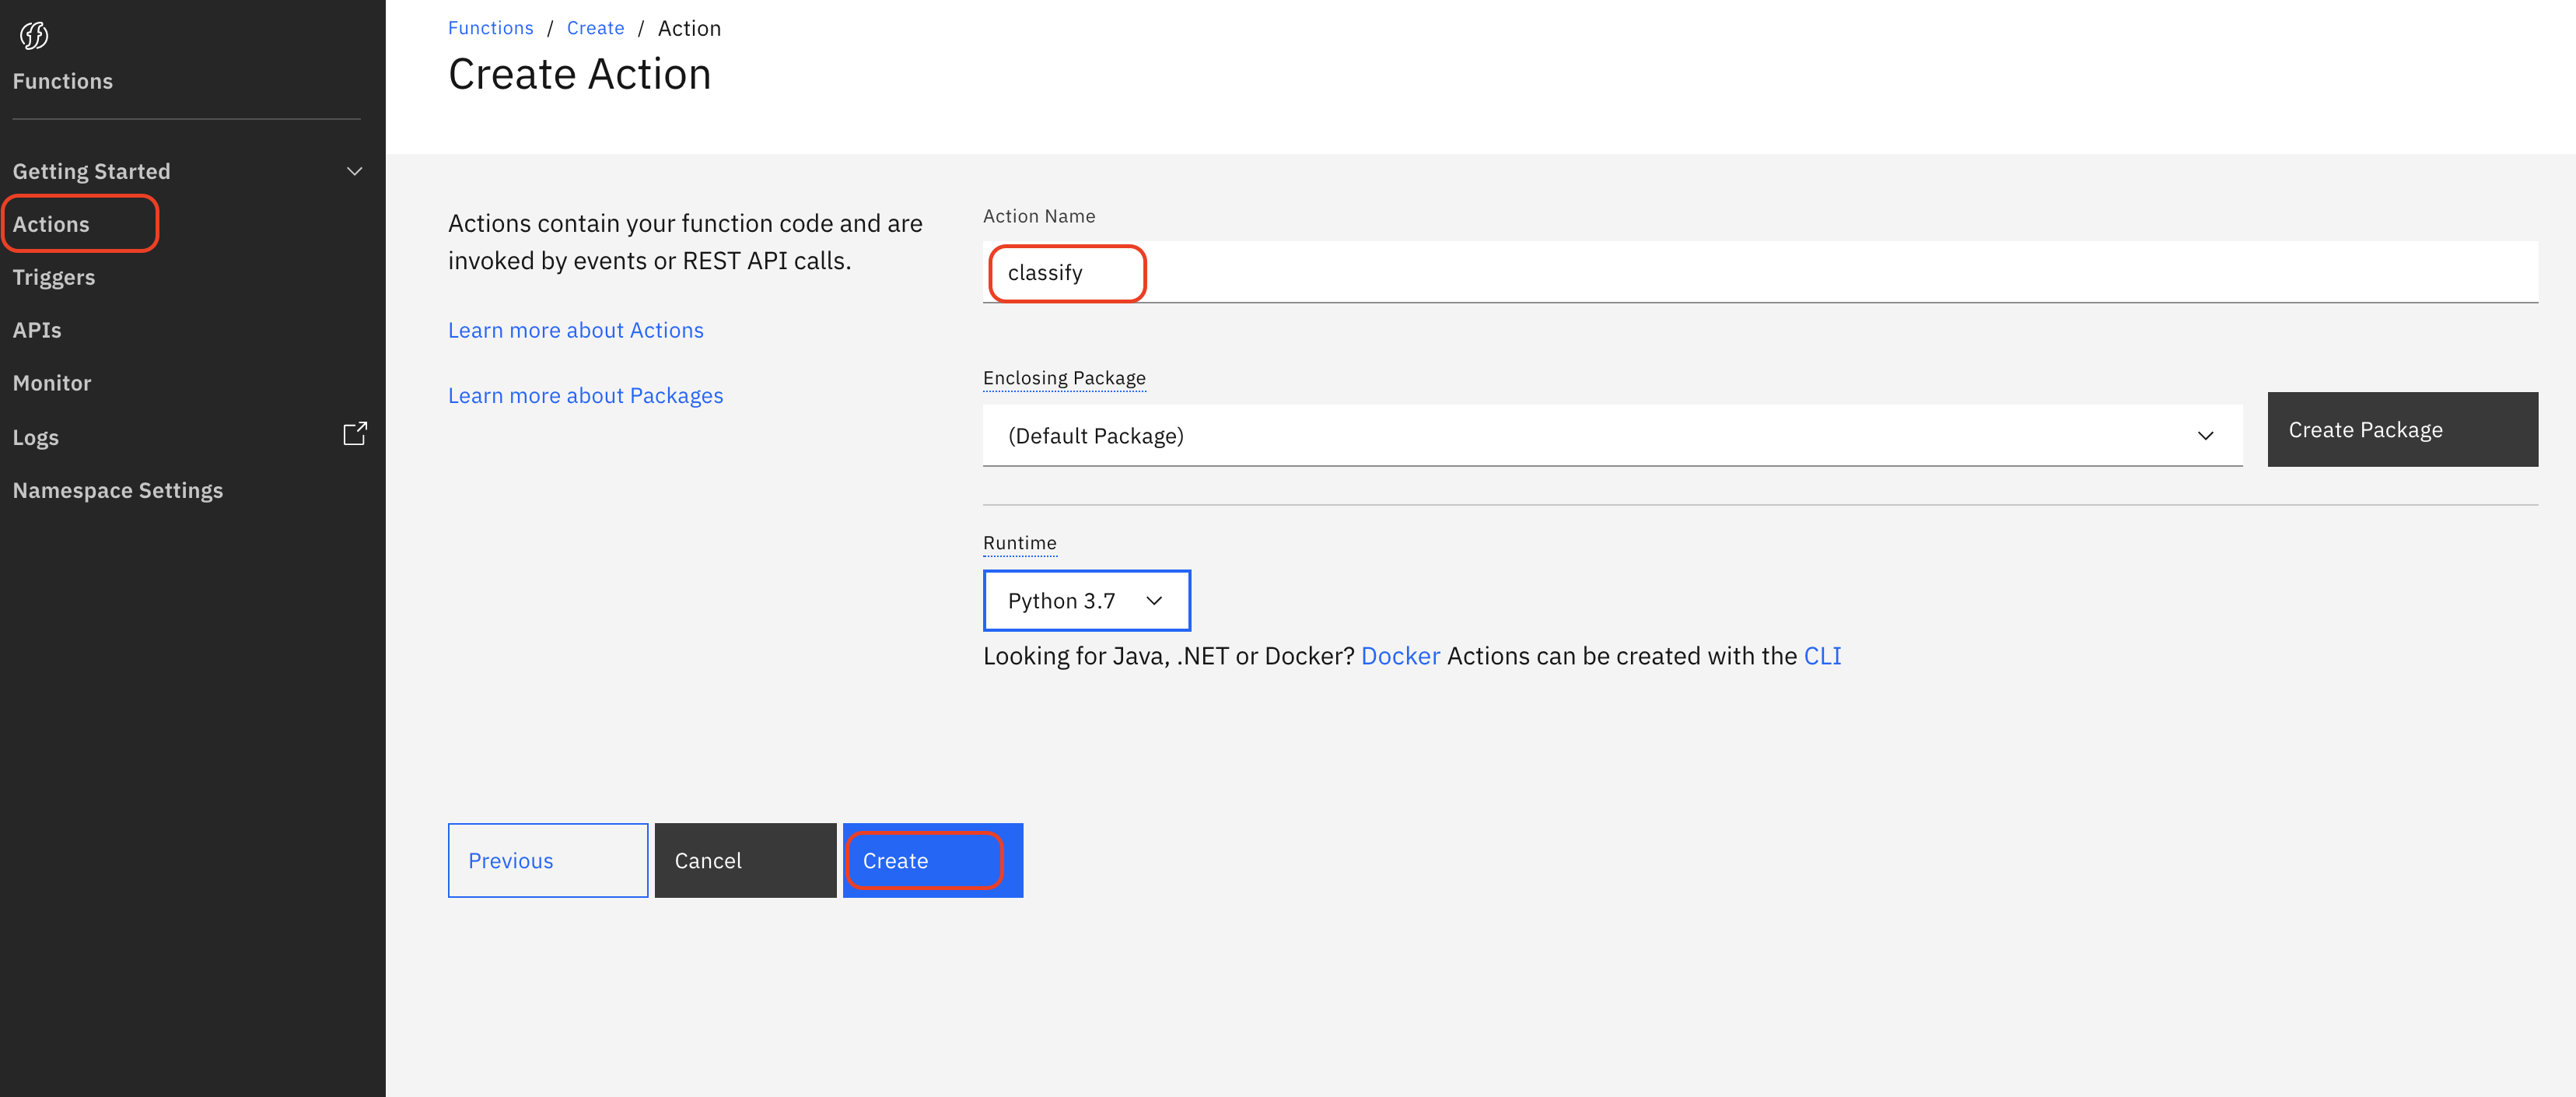 Functions
Getting Started
Actions
Triggers
APIs
Monitor
Logs
Namespace Settings
Functions / Create / Action
Create Action
Actions contain your function code and are
invoked by events or REST API calls.
Learn more about Actions
Learn more about Packages
Action Name
classify
Enclosing Package
(Default Package)
Create Package
Runtime
Python 3.7
Looking for Java, .NET or Docker? Docker Actions can be created with the CLI
Previous
Cancel
Create